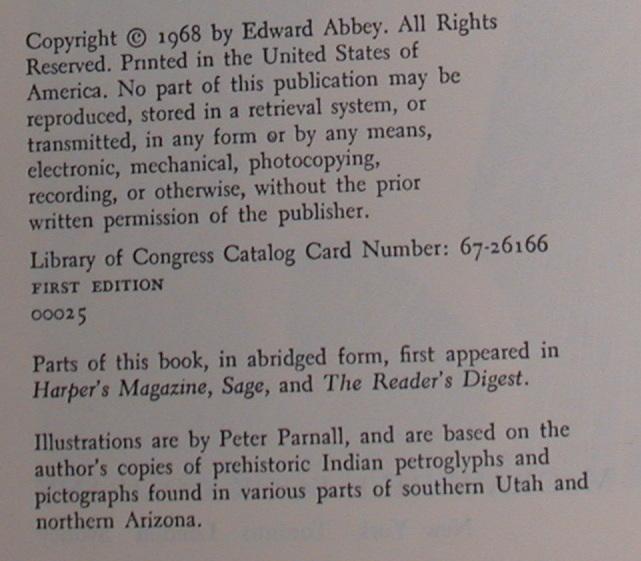 Copyright © 1968 by Edward Abbey. All Rights
Reserved. Printed in the United States of
America. No part of this publication may be
reproduced, stored in a retrieval system, or
transmitted, in any form or by any means,
electronic, mechanical, photocopying,
recording, or otherwise, without the prior
written permission of the publisher.
Library of Congress Catalog Card Number: 67-26166
FIRST EDITION
00025
Parts of this book, in abridged form, first appeared in
Harper's Magazine, Sage, and The Reader's Digest.
Illustrations are by Peter Parnall, and are based on the
author's copies of prehistoric Indian petroglyphs and
pictographs found in various parts of southern Utah and
northern Arizona.